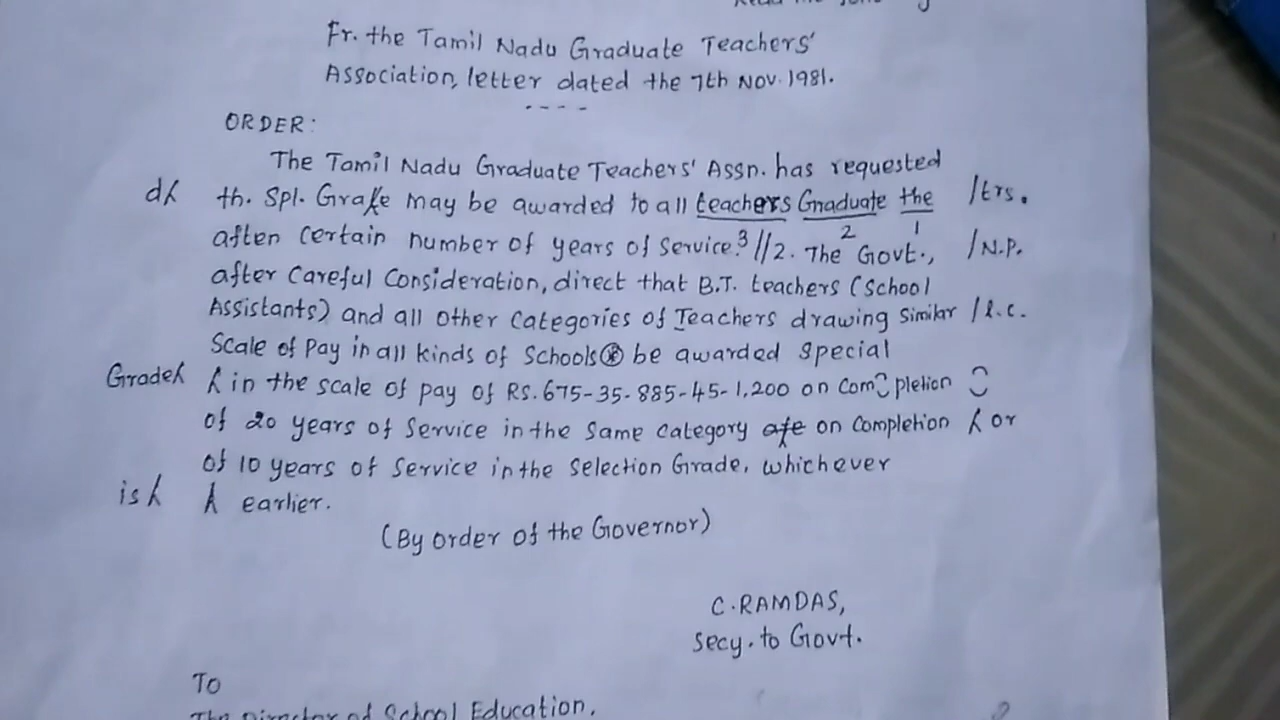 Fr. the Tamil Nadu Graduate Teachers'
Association, letter dated the 7th Nov. 1981.
----
ORDER:
The Tamil Nadu Graduate Teachers' Assn. has requested
d th. Spl. Grake may be awarded to all teachers Gnaduate the /trs.
after certain number of years of Service. 3 //2. The 2 Govt., 1 /N.P.
after Careful Consideration, direct that B.T. teachers (School
Assistants) and all other categories of Teachers drawing Similar /l.c.
Scale of Pay in all kinds of Schools be awarded Special
Grade in the scale of pay of Rs. 675-35-885-45-1,200 on Com pletion
of 20 years of Service in the Same category afe on Completion or
of 10 years of Service in the Selection Grade, whichever
is earlier.
(By order of the Governor)
C. RAMDAS,
Secy. to Govt.
To
The Director of School Education,